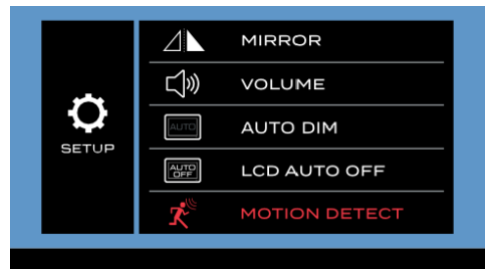 MIRROR
VOLUME
AUTO
AUTO DIM
SETUP
AUTO
OFF
LCD AUTO OFF
MOTION DETECT